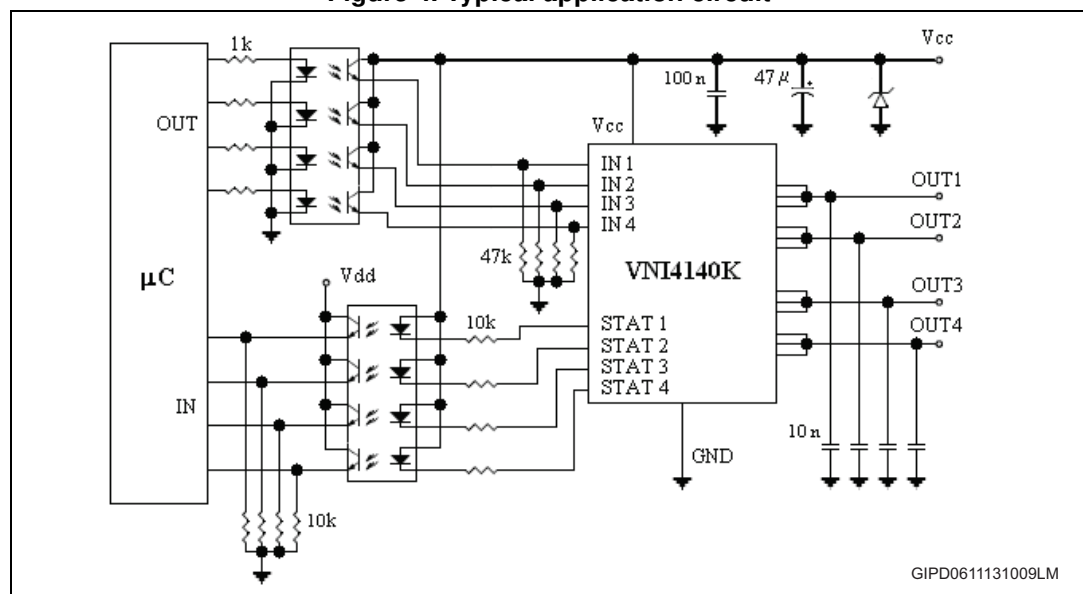 Figure 4. Typical application circuit
Vcc
1k
100 n
47 μ
OUT
Vcc
IN 1
IN 2
IN 3
IN 4
OUT1
OUT2
OUT3
OUT4
47k
VNI4140K
μC
Vdd
10k
STAT 1
STAT 2
STAT 3
STAT 4
IN
10 n
GND
10k
GIPD0611131009LM